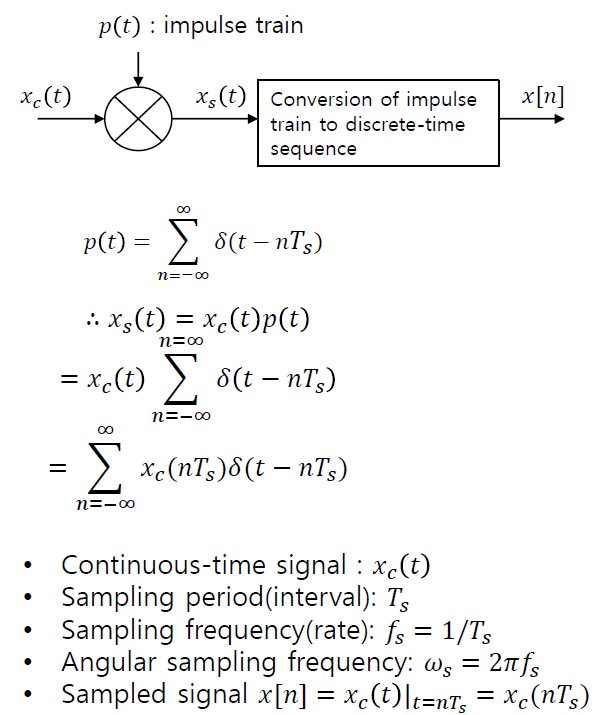 p(t) : impulse train
x_c(t) x_s(t) Conversion of impulse train to discrete-time sequence x[n]
p(t) = ∑_{n=−∞}^{∞} δ(t − nT_s)
∴ x_s(t) = x_c(t)p(t)
= x_c(t) ∑_{n=−∞}^{n=∞} δ(t − nT_s)
= ∑_{n=−∞}^{∞} x_c(nT_s)δ(t − nT_s)
• Continuous-time signal : x_c(t)
• Sampling period(interval): T_s
• Sampling frequency(rate): f_s = 1/T_s
• Angular sampling frequency: ω_s = 2πf_s
• Sampled signal x[n] = x_c(t)|_{t=nT_s} = x_c(nT_s)